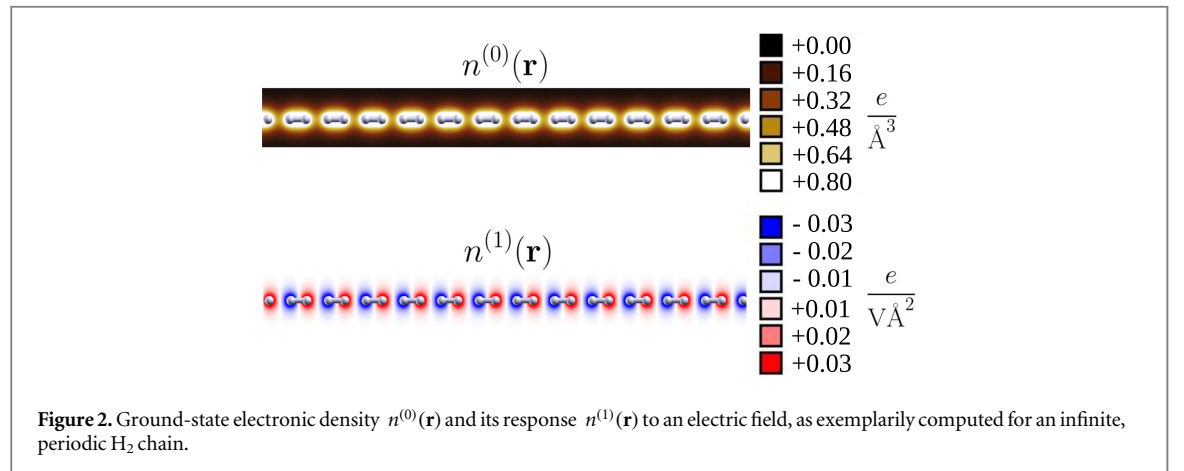 n^(0)(r)
+0.00
+0.16
+0.32
+0.48
+0.64
+0.80
e
Å^3
n^(1)(r)
- 0.03
- 0.02
- 0.01
+0.01
+0.02
+0.03
e
VÅ^2
Figure 2. Ground-state electronic density n^(0)(r) and its response n^(1)(r) to an electric field, as exemplarily computed for an infinite,
periodic H₂ chain.